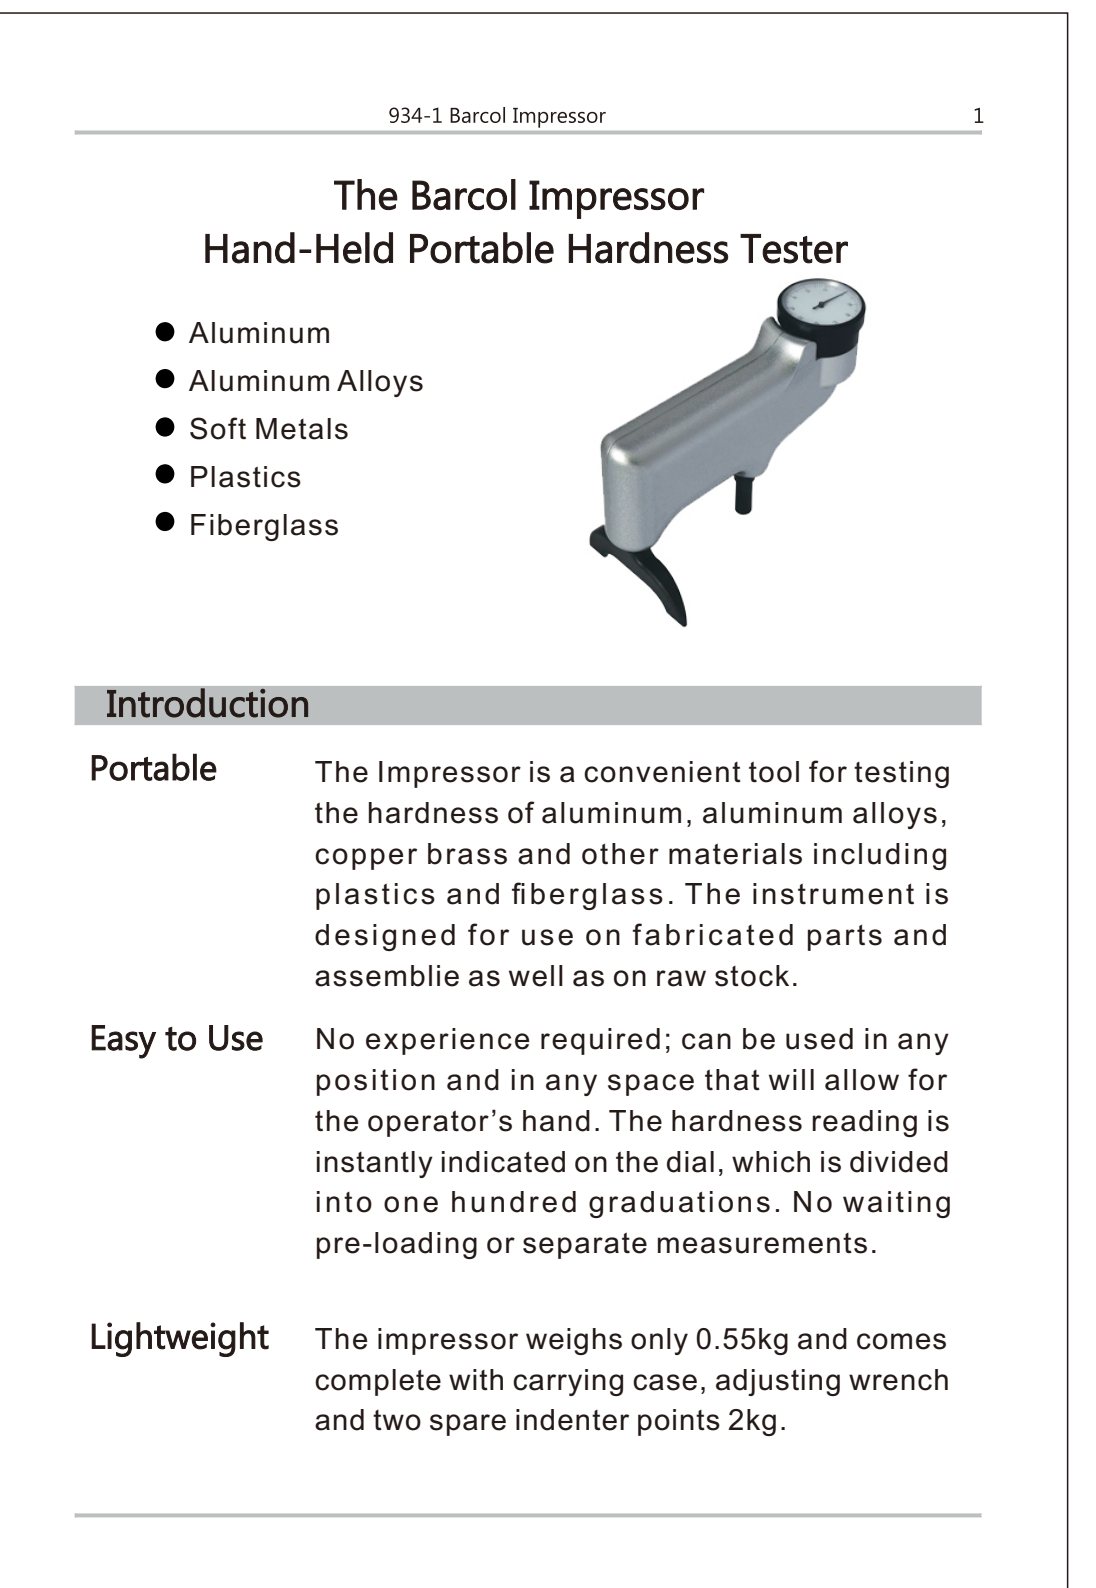 934-1 Barcol Impressor 1
The Barcol Impressor
Hand-Held Portable Hardness Tester
● Aluminum
● Aluminum Alloys
● Soft Metals
● Plastics
● Fiberglass
Introduction
Portable
The Impressor is a convenient tool for testing
the hardness of aluminum, aluminum alloys,
copper brass and other materials including
plastics and fiberglass. The instrument is
designed for use on fabricated parts and
assemblie as well as on raw stock.
Easy to Use
No experience required; can be used in any
position and in any space that will allow for
the operator’s hand. The hardness reading is
instantly indicated on the dial, which is divided
into one hundred graduations. No waiting
pre-loading or separate measurements.
Lightweight
The impressor weighs only 0.55kg and comes
complete with carrying case, adjusting wrench
and two spare indenter points 2kg.